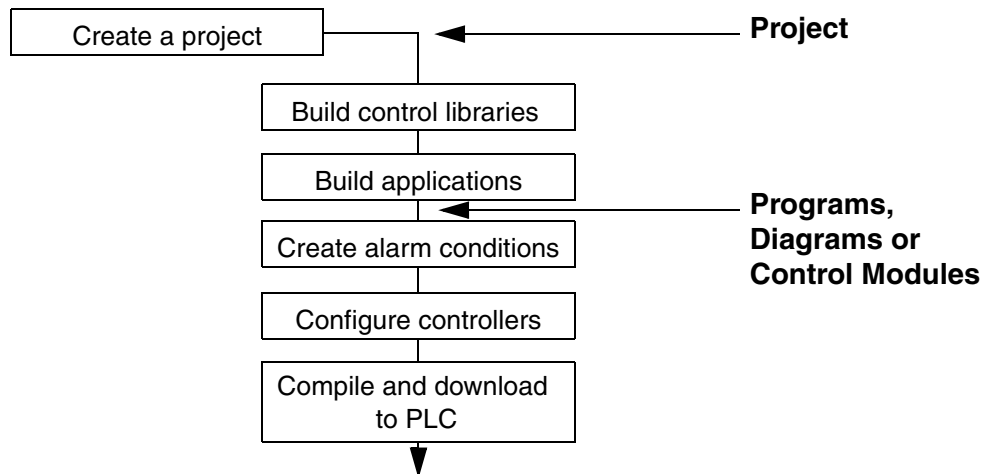 Create a project
Project
Build control libraries
Build applications
Programs,
Diagrams or
Control Modules
Create alarm conditions
Configure controllers
Compile and download
to PLC